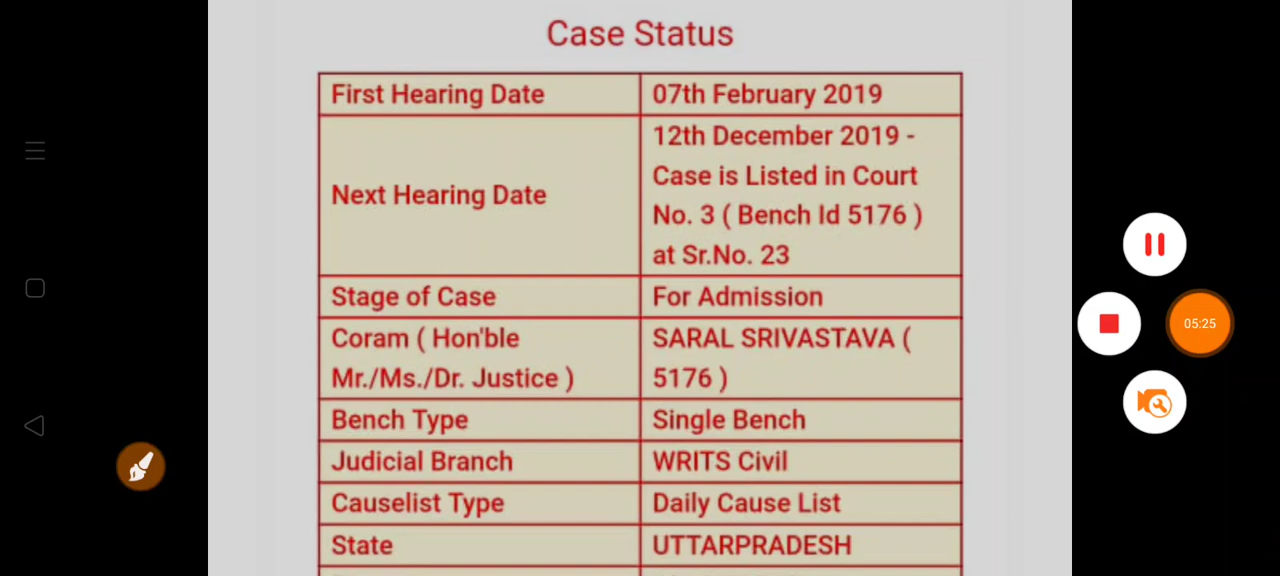 Case Status
First Hearing Date
07th February 2019
Next Hearing Date
12th December 2019 -
Case is Listed in Court
No. 3 ( Bench Id 5176 )
at Sr.No. 23
Stage of Case
For Admission
Coram ( Hon'ble
Mr./Ms./Dr. Justice )
SARAL SRIVASTAVA (
5176 )
Bench Type
Single Bench
Judicial Branch
WRITS Civil
Causelist Type
Daily Cause List
State
UTTARPRADESH
05:25